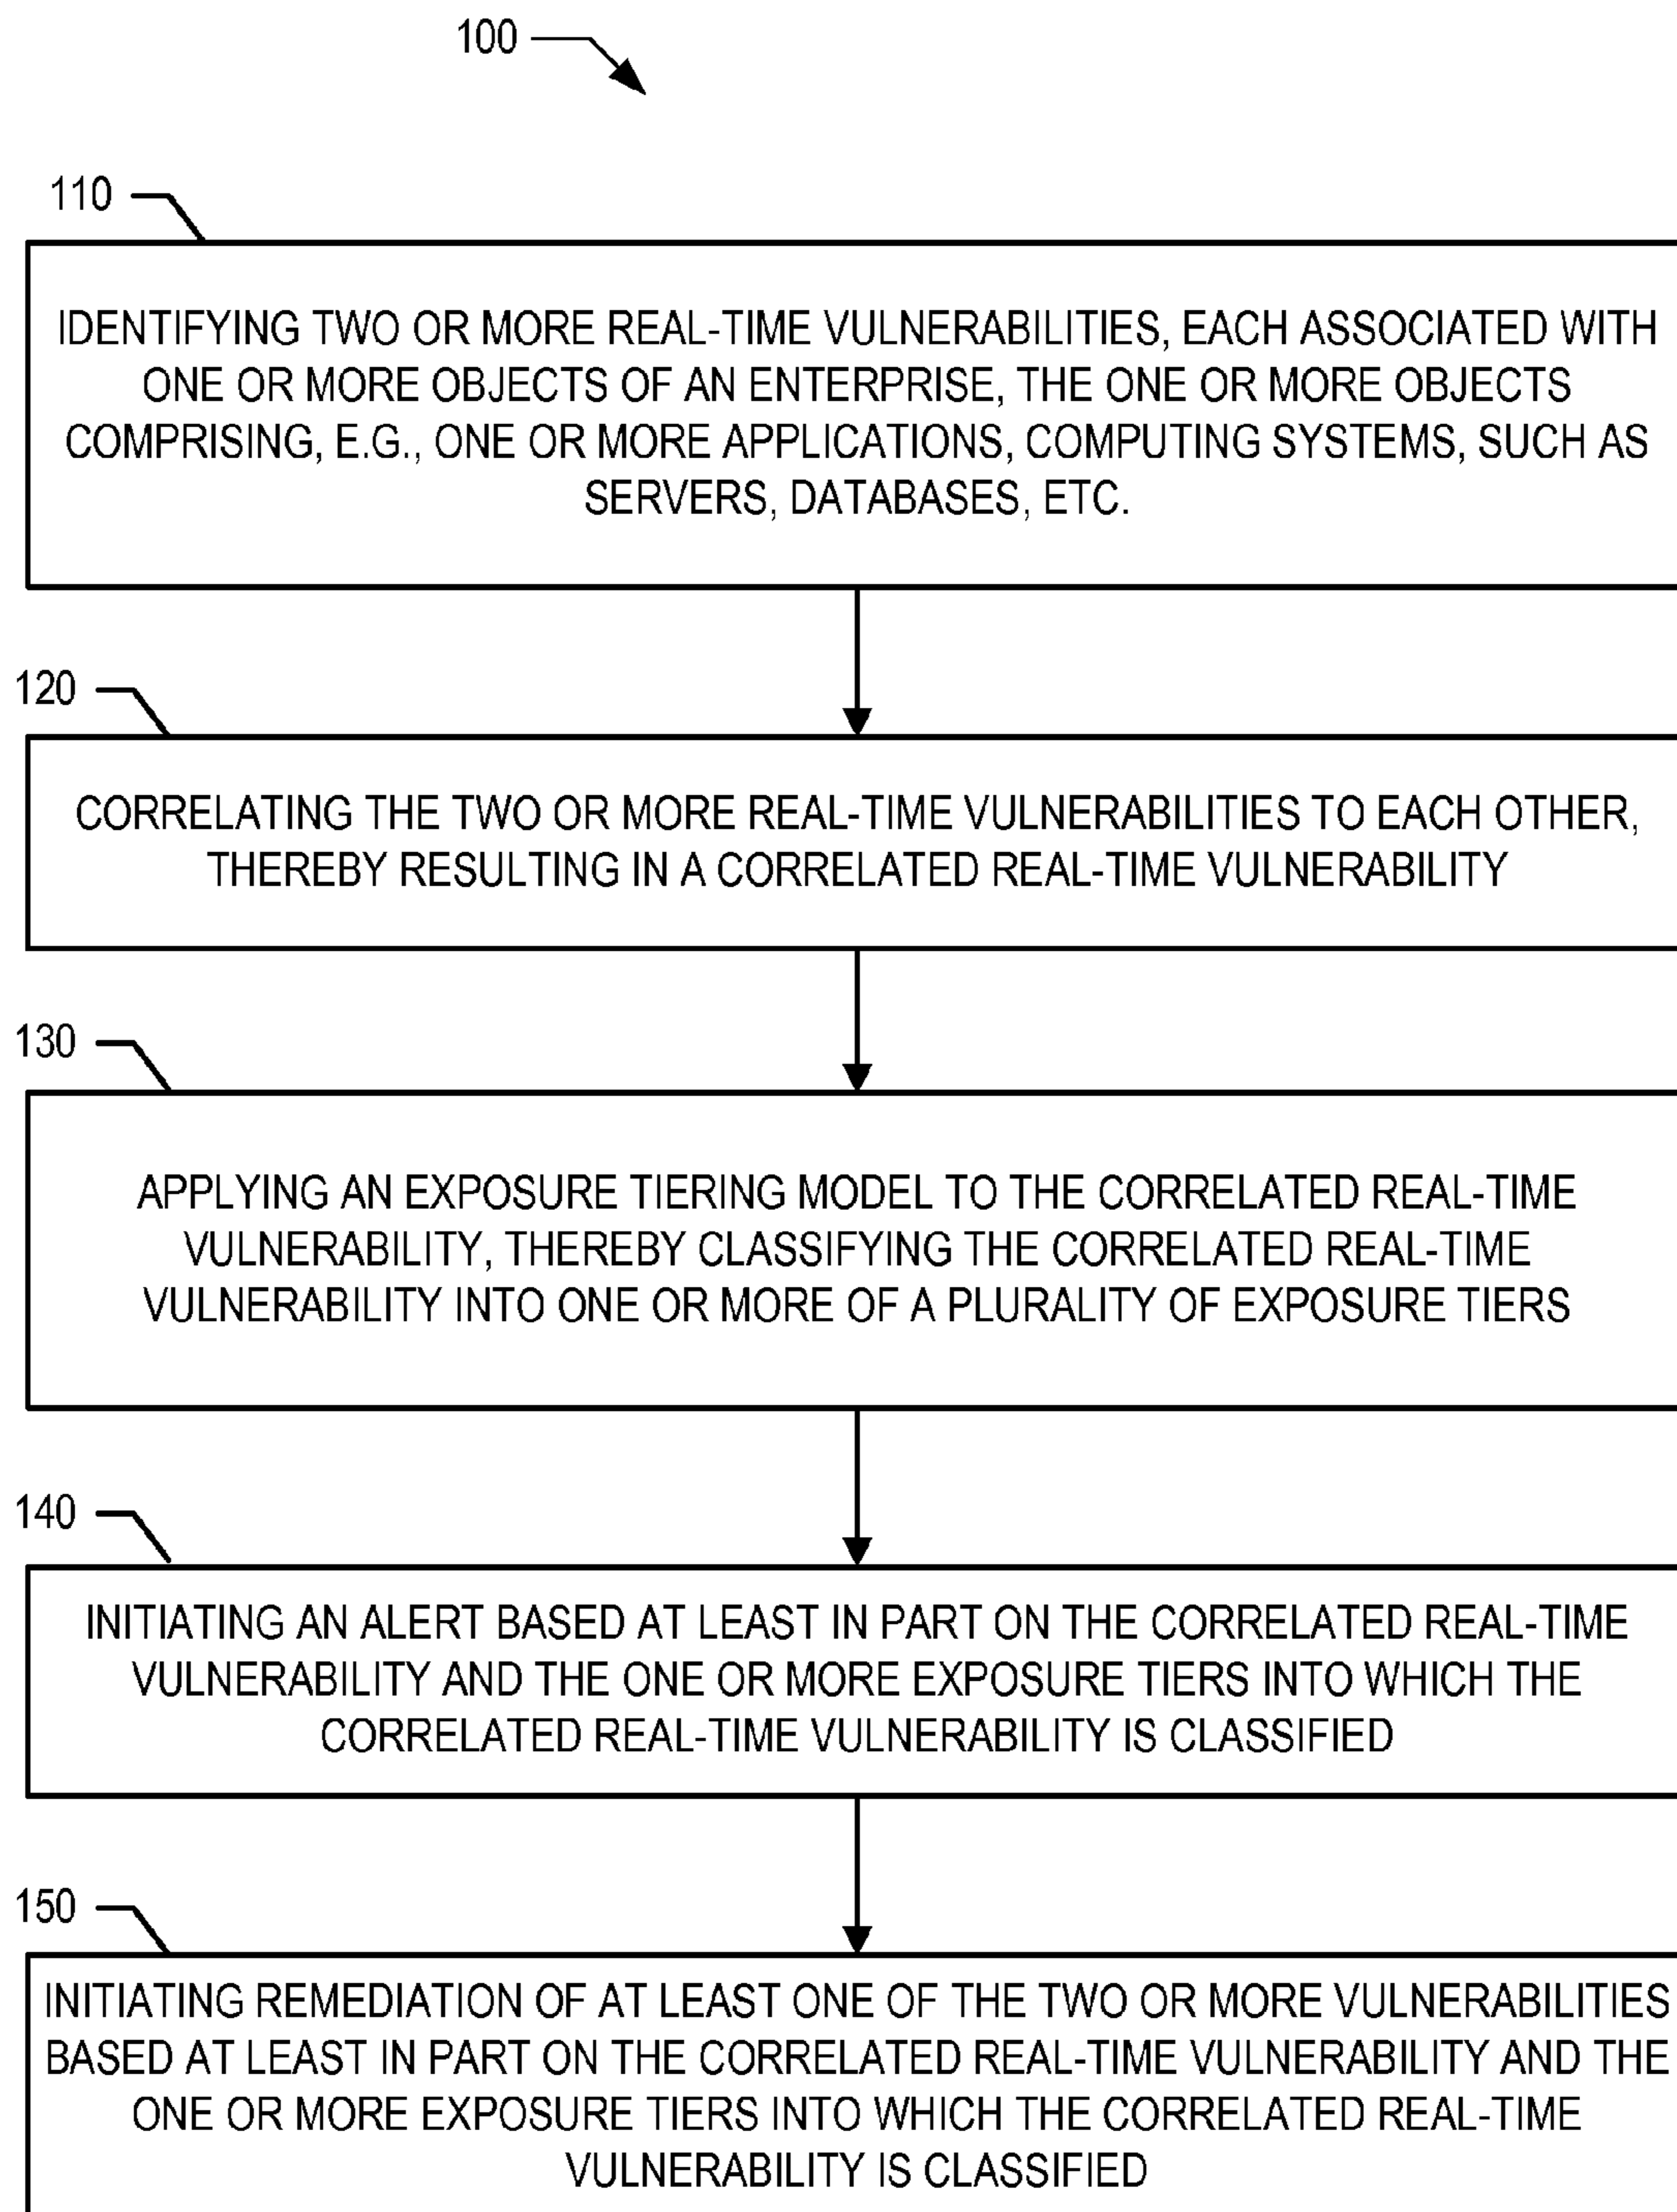 100
110
IDENTIFYING TWO OR MORE REAL-TIME VULNERABILITIES, EACH ASSOCIATED WITH
ONE OR MORE OBJECTS OF AN ENTERPRISE, THE ONE OR MORE OBJECTS
COMPRISING, E.G., ONE OR MORE APPLICATIONS, COMPUTING SYSTEMS, SUCH AS
SERVERS, DATABASES, ETC.
120
CORRELATING THE TWO OR MORE REAL-TIME VULNERABILITIES TO EACH OTHER,
THEREBY RESULTING IN A CORRELATED REAL-TIME VULNERABILITY
130
APPLYING AN EXPOSURE TIERING MODEL TO THE CORRELATED REAL-TIME
VULNERABILITY, THEREBY CLASSIFYING THE CORRELATED REAL-TIME
VULNERABILITY INTO ONE OR MORE OF A PLURALITY OF EXPOSURE TIERS
140
INITIATING AN ALERT BASED AT LEAST IN PART ON THE CORRELATED REAL-TIME
VULNERABILITY AND THE ONE OR MORE EXPOSURE TIERS INTO WHICH THE
CORRELATED REAL-TIME VULNERABILITY IS CLASSIFIED
150
INITIATING REMEDIATION OF AT LEAST ONE OF THE TWO OR MORE VULNERABILITIES
BASED AT LEAST IN PART ON THE CORRELATED REAL-TIME VULNERABILITY AND THE
ONE OR MORE EXPOSURE TIERS INTO WHICH THE CORRELATED REAL-TIME
VULNERABILITY IS CLASSIFIED